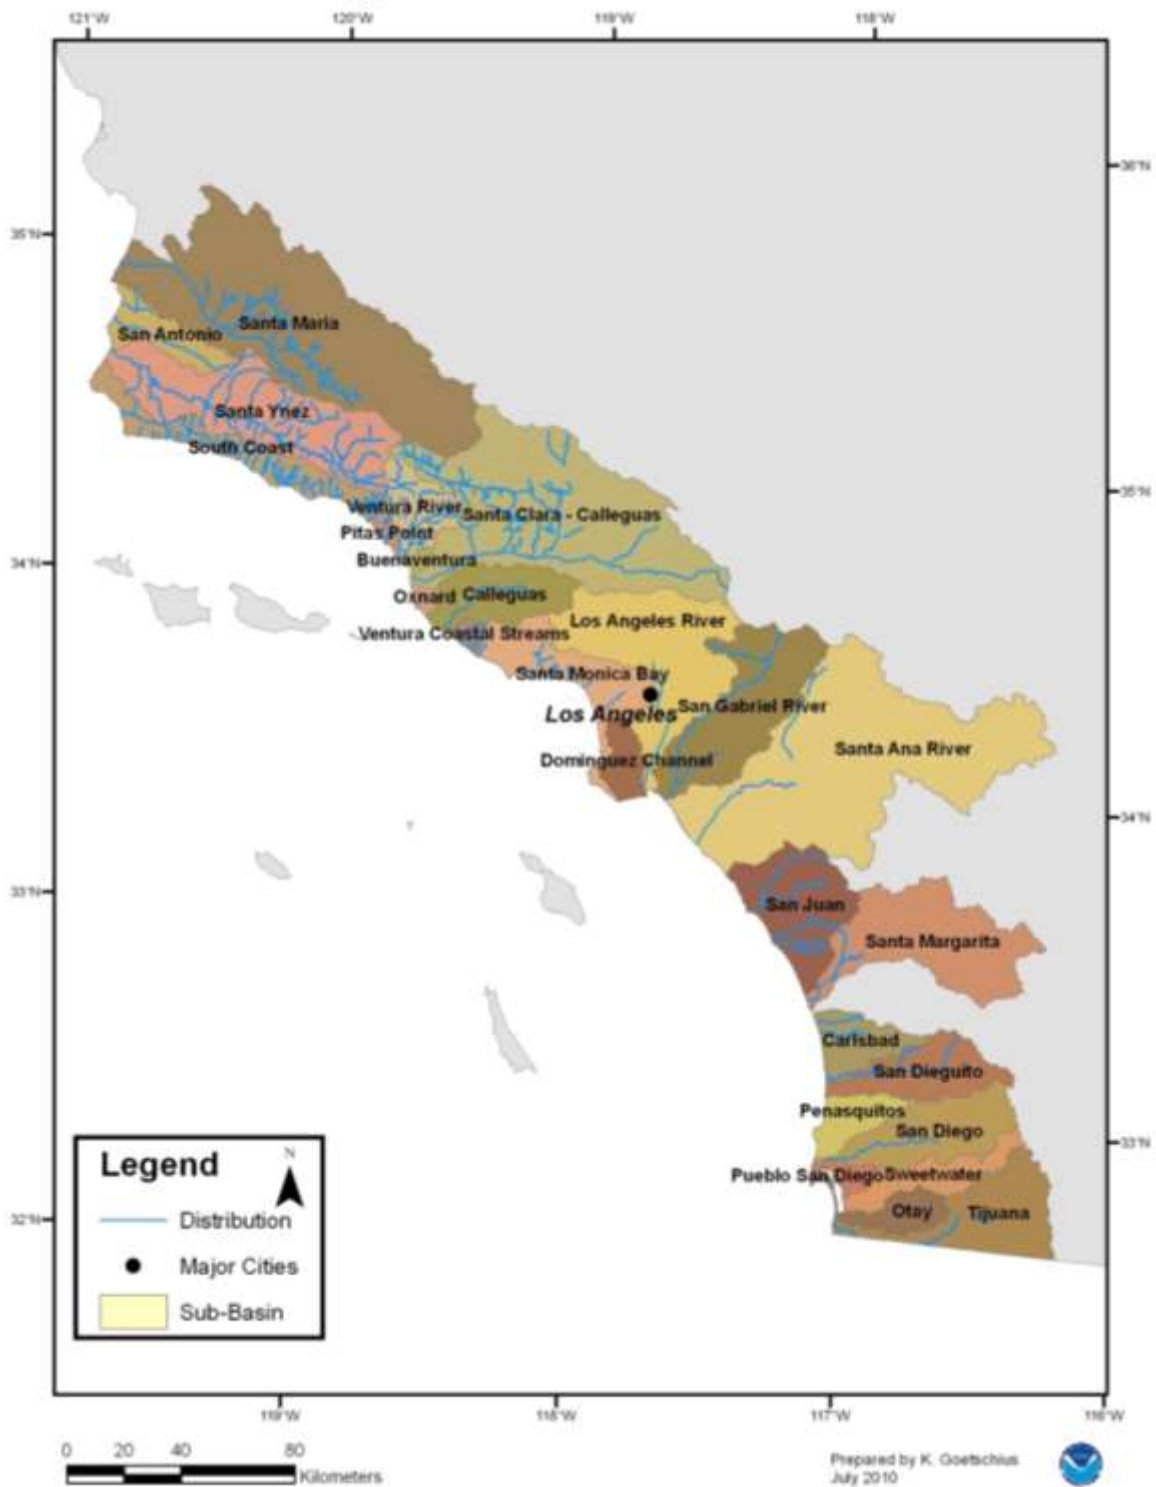 121°W 120°W 119°W 118°W
36°N
35°N
Santa Maria
San Antonio
Santa Ynez
South Coast
35°N
Ventura River
Santa Clara - Calleguas
Pitas Point
34°N
Buenaventura
Oxnard Calleguas
Los Angeles River
Ventura Coastal Streams
Santa Monica Bay
San Gabriel River
Los Angeles
Santa Ana River
Dominguez Channel
34°N
33°N
San Juan
Santa Margarita
Carlsbad
San Dieguito
Penasquitos
San Diego
33°N
Pueblo San Diego Sweetwater
Otay Tijuana
32°N
Legend
N
Distribution
Major Cities
Sub-Basin
119°W 118°W 117°W 116°W
0 20 40 80
Kilometers
Prepared by K. Goetschius
July 2010